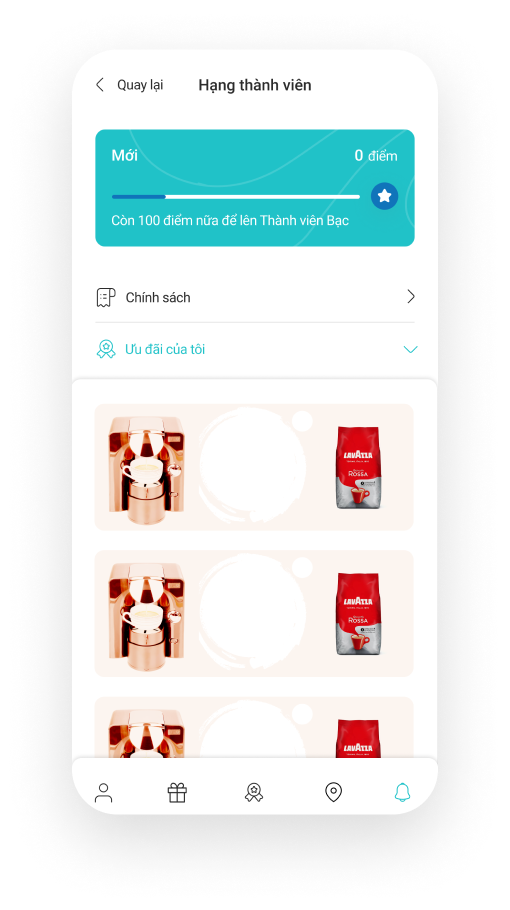 Quay lại Hạng thành viên
Mới 0 điểm
Còn 100 điểm nữa để lên Thành viên Bạc
Chính sách
Ưu đãi của tôi
LAVAZZA
ROSSA
LAVAZZA
ROSSA
LAVAZZA